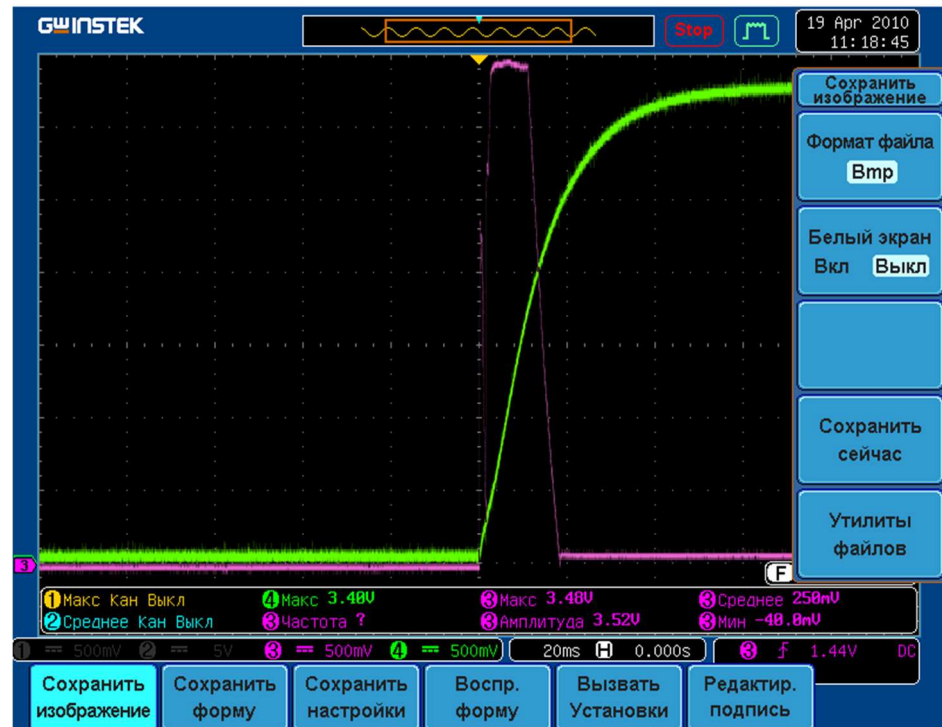 GWINSTEK
Stop
19 Apr 2010
11:18:45
Сохранить
изображение
Формат файла
Bmp
Белый экран
Вкл Выкл
Сохранить
сейчас
Утилиты
файлов
3
F
1 Макс Кан Выкл
4 Макс 3.40V
3 Макс 3.48V
3 Среднее 250mV
2 Среднее Кан Выкл
3 Частота ?
3 Амплитуда 3.52V
3 Мин -40.0mV
1 500mV 2 5V 3 500mV 4 500mV
20ms H 0.000s
3 1.44V DC
Сохранить
изображение
Сохранить
форму
Сохранить
настройки
Воспр.
форму
Вызвать
Установки
Редактир.
подпись